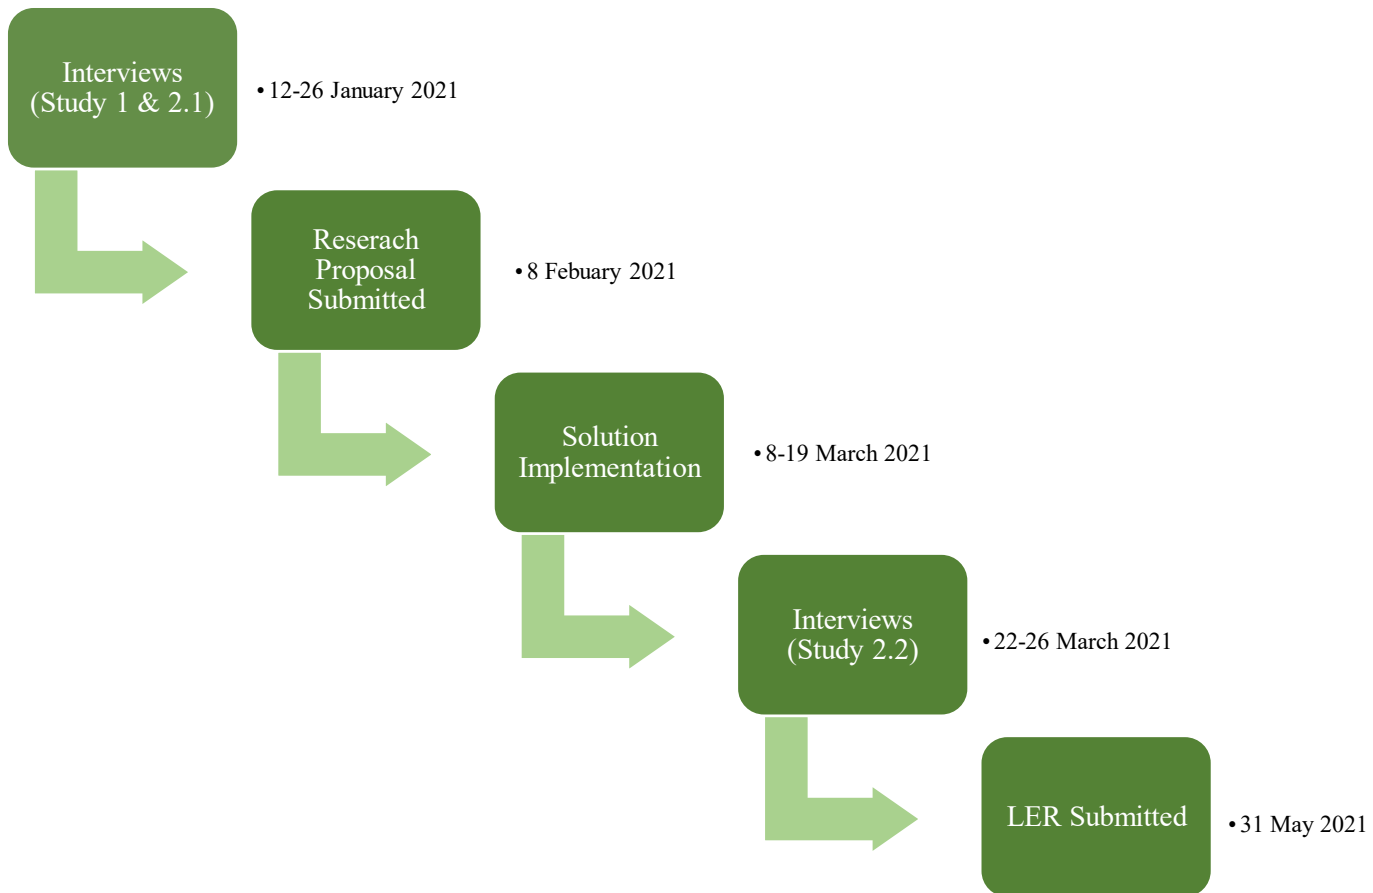 Interviews
(Study 1 & 2.1)
• 12-26 January 2021
Reserach
Proposal
Submitted
• 8 Febuary 2021
Solution
Implementation
• 8-19 March 2021
Interviews
(Study 2.2)
• 22-26 March 2021
LER Submitted
• 31 May 2021